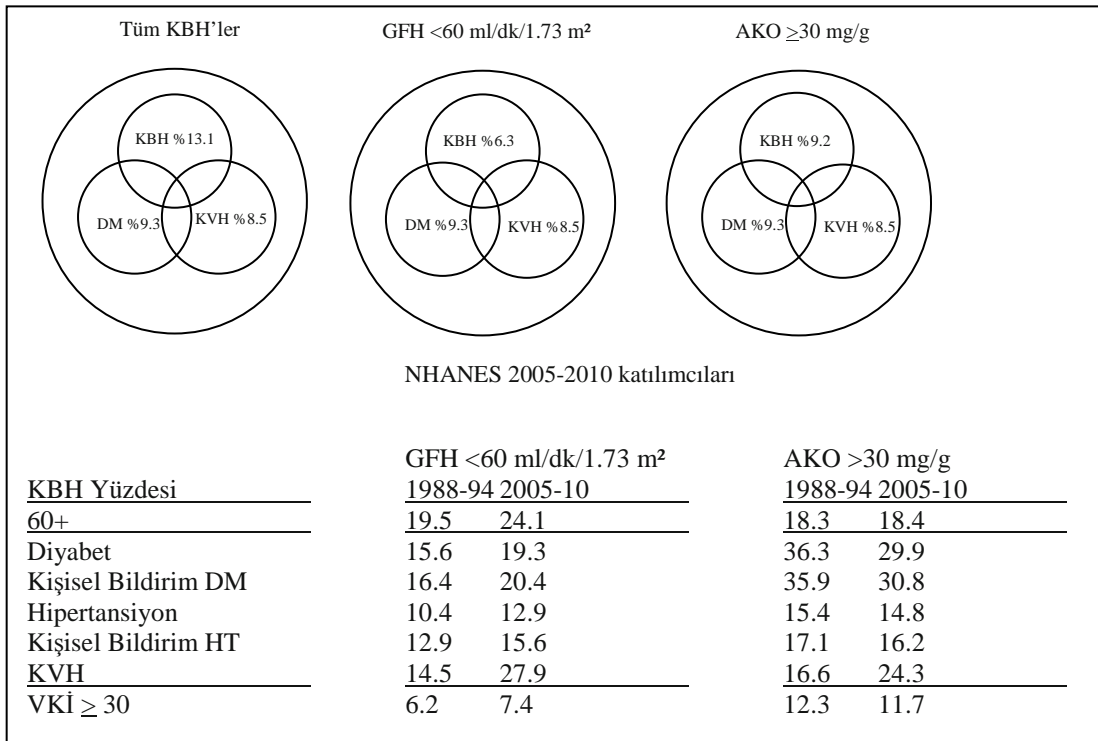 Tüm KBH’ler GFH <60 ml/dk/1.73 m² AKO ≥30 mg/g
KBH %13.1 KBH %6.3 KBH %9.2
DM %9.3 KVH %8.5 DM %9.3 KVH %8.5 DM %9.3 KVH %8.5
NHANES 2005-2010 katılımcıları
GFH <60 ml/dk/1.73 m² AKO >30 mg/g
KBH Yüzdesi 1988-94 2005-10 1988-94 2005-10
60+ 19.5 24.1 18.3 18.4
Diyabet 15.6 19.3 36.3 29.9
Kişisel Bildirim DM 16.4 20.4 35.9 30.8
Hipertansiyon 10.4 12.9 15.4 14.8
Kişisel Bildirim HT 12.9 15.6 17.1 16.2
KVH 14.5 27.9 16.6 24.3
VKİ ≥ 30 6.2 7.4 12.3 11.7